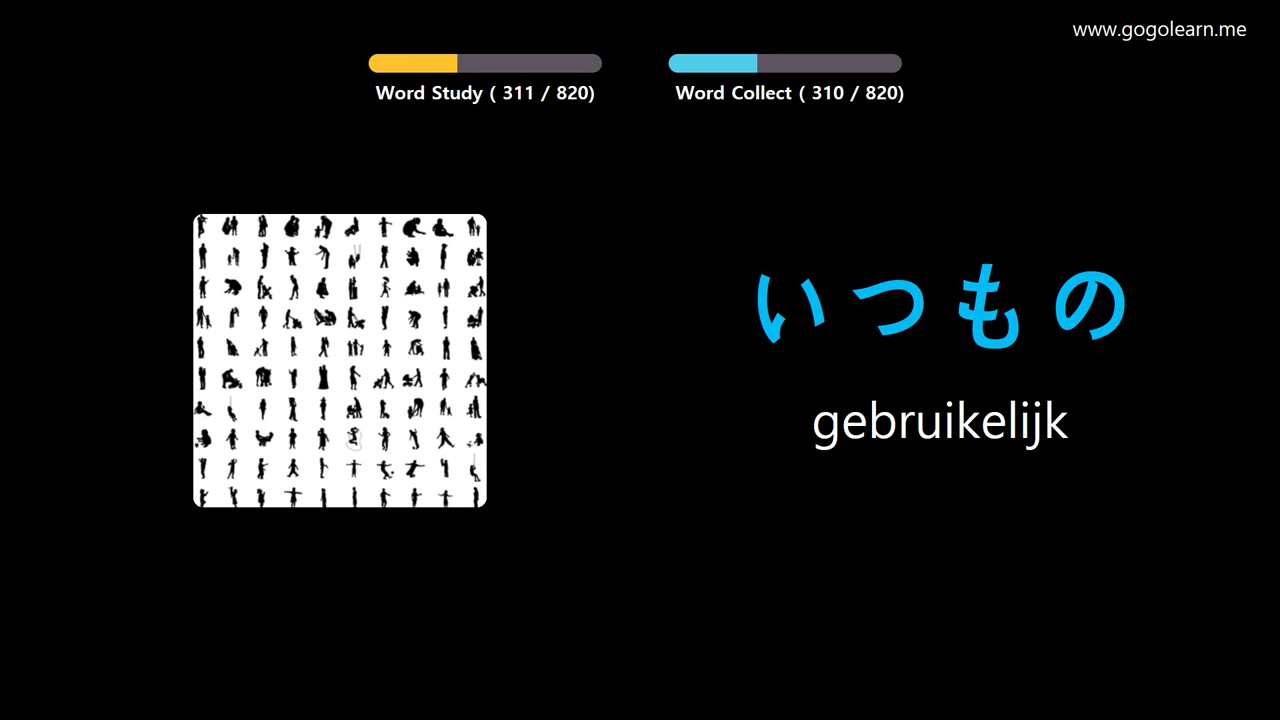 www.gogolearn.me
Word Study ( 311 / 820)
Word Collect ( 310 / 820)
いつもの
gebruikelijk